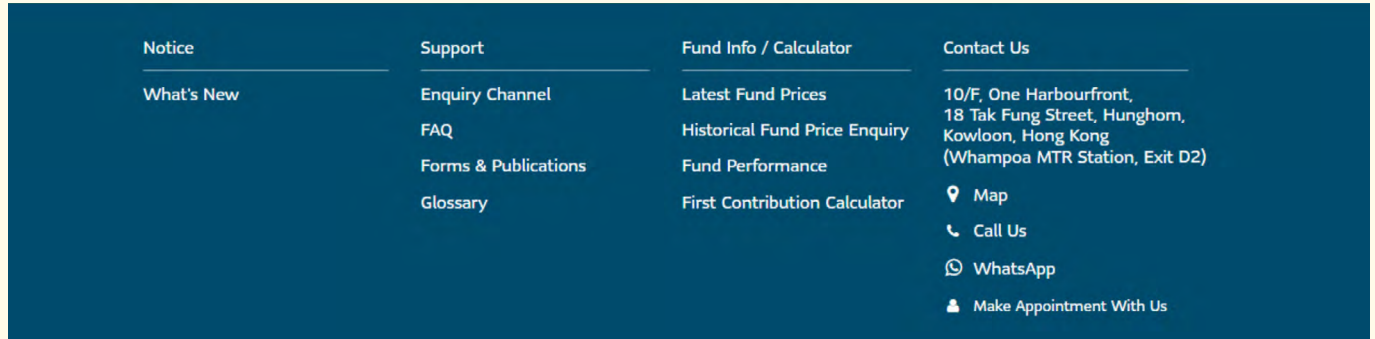 Notice
What's New
Support
Enquiry Channel
FAQ
Forms & Publications
Glossary
Fund Info / Calculator
Latest Fund Prices
Historical Fund Price Enquiry
Fund Performance
First Contribution Calculator
Contact Us
10/F, One Harbourfront,
18 Tak Fung Street, Hunghom,
Kowloon, Hong Kong
(Whampoa MTR Station, Exit D2)
Map
Call Us
WhatsApp
Make Appointment With Us